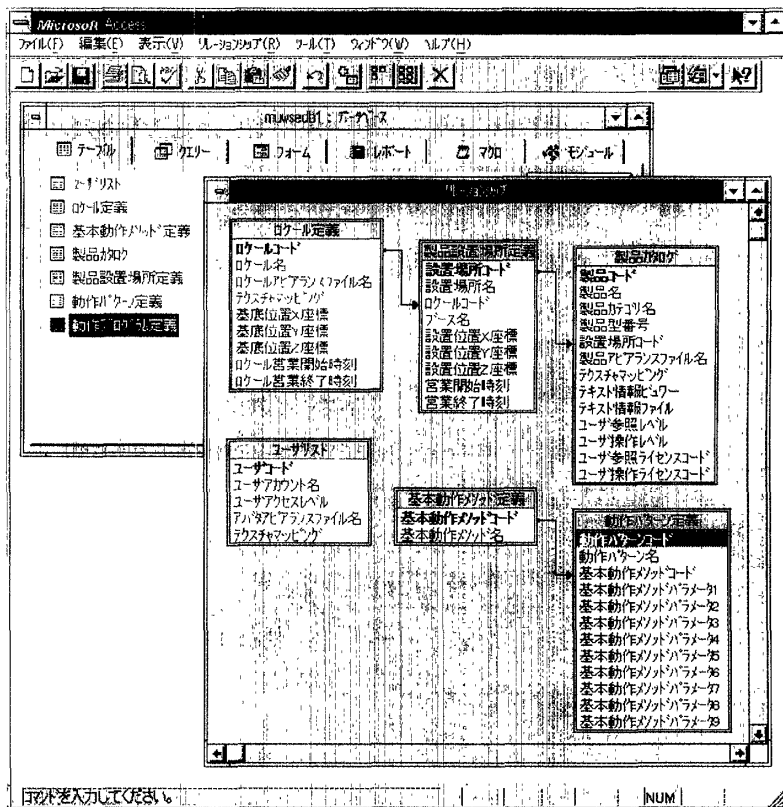 Microsoft Access
ファイル(F) 編集(E) 表示(V) リレーションシップ(R) ツール(T) ウィンドウ(W) ヘルプ(H)
データベース
テーブル クエリー フォーム レポート マクロ モジュール
ユーザリスト
ロケール定義
基本動作メソッド定義
製品カタログ
製品設置場所定義
動作パターン定義
動作プログラム定義
リレーションシップ
ロケール定義
ロケールコード
ロケール名
ロケールアピアランスファイル名
テクスチャマッピング
基底位置X座標
基底位置Y座標
基底位置Z座標
ロケール営業開始時刻
ロケール営業終了時刻
製品設置場所定義
設置場所コード
設置場所名
ロケールコード
ブース名
設置位置X座標
設置位置Y座標
設置位置Z座標
営業開始時刻
営業終了時刻
製品カタログ
製品コード
製品名
製品カテゴリ名
製品型番号
設置場所コード
製品アピアランスファイル名
テクスチャマッピング
テキスト情報ビュワー
テキスト情報ファイル
ユーザ参照レベル
ユーザ操作レベル
ユーザ参照ライセンスコード
ユーザ操作ライセンスコード
ユーザリスト
ユーザコード
ユーザアカウント名
ユーザアクセスレベル
アバタアピアランスファイル名
テクスチャマッピング
基本動作メソッド定義
基本動作メソッドコード
基本動作メソッド名
動作パターン定義
動作パターンコード
動作パターン名
基本動作メソッドコード
基本動作メソッドパラメータ1
基本動作メソッドパラメータ2
基本動作メソッドパラメータ3
基本動作メソッドパラメータ4
基本動作メソッドパラメータ5
基本動作メソッドパラメータ6
基本動作メソッドパラメータ7
基本動作メソッドパラメータ8
基本動作メソッドパラメータ9
コマンドを入力してください。
NUM